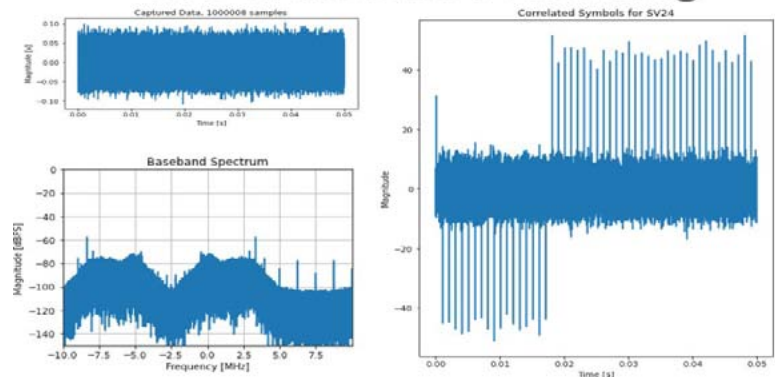 Captured Data, 1000008 samples
0.10
0.05
0.00
−0.05
−0.10
Magnitude [s]
0.00 0.01 0.02 0.03 0.04 0.05
Time [s]
Baseband Spectrum
0
−20
−40
−60
−80
−100
−120
−140
Magnitude [dBFS]
−10.0 −7.5 −5.0 −2.5 0.0 2.5 5.0 7.5
Frequency [MHz]
Correlated Symbols for SV24
40
20
0
−20
−40
Magnitude
0.00 0.01 0.02 0.03 0.04 0.05
Time [s]